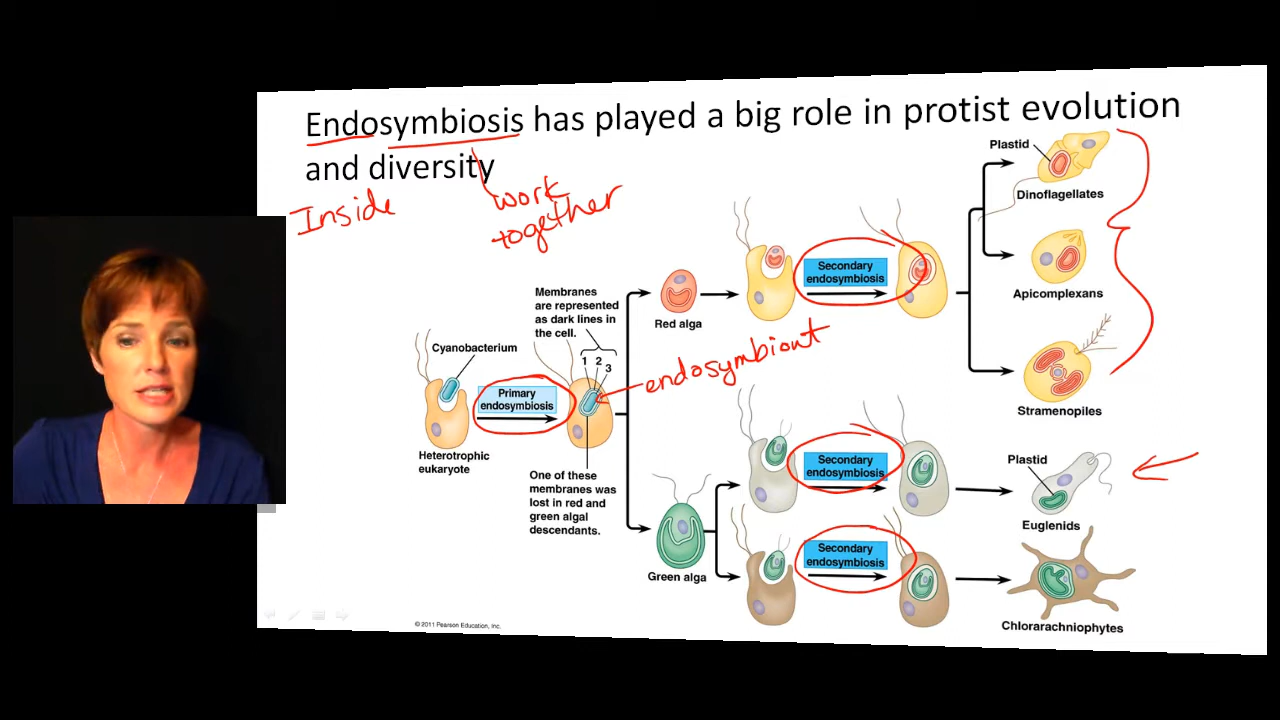 Endosymbiosis has played a big role in protist evolution
and diversity
Inside
work
together
Plastid
Dinoflagellates
Secondary
endosymbiosis
Apicomplexans
Membranes
are represented
as dark lines in
the cell.
Red alga
Cyanobacterium
1 2
3
endosymbiont
Primary
endosymbiosis
Stramenopiles
Heterotrophic
eukaryote
One of these
membranes was
lost in red and
green algal
descendants.
Secondary
endosymbiosis
Plastid
Euglenids
Green alga
Secondary
endosymbiosis
Chlorarachniophytes
© 2011 Pearson Education, Inc.